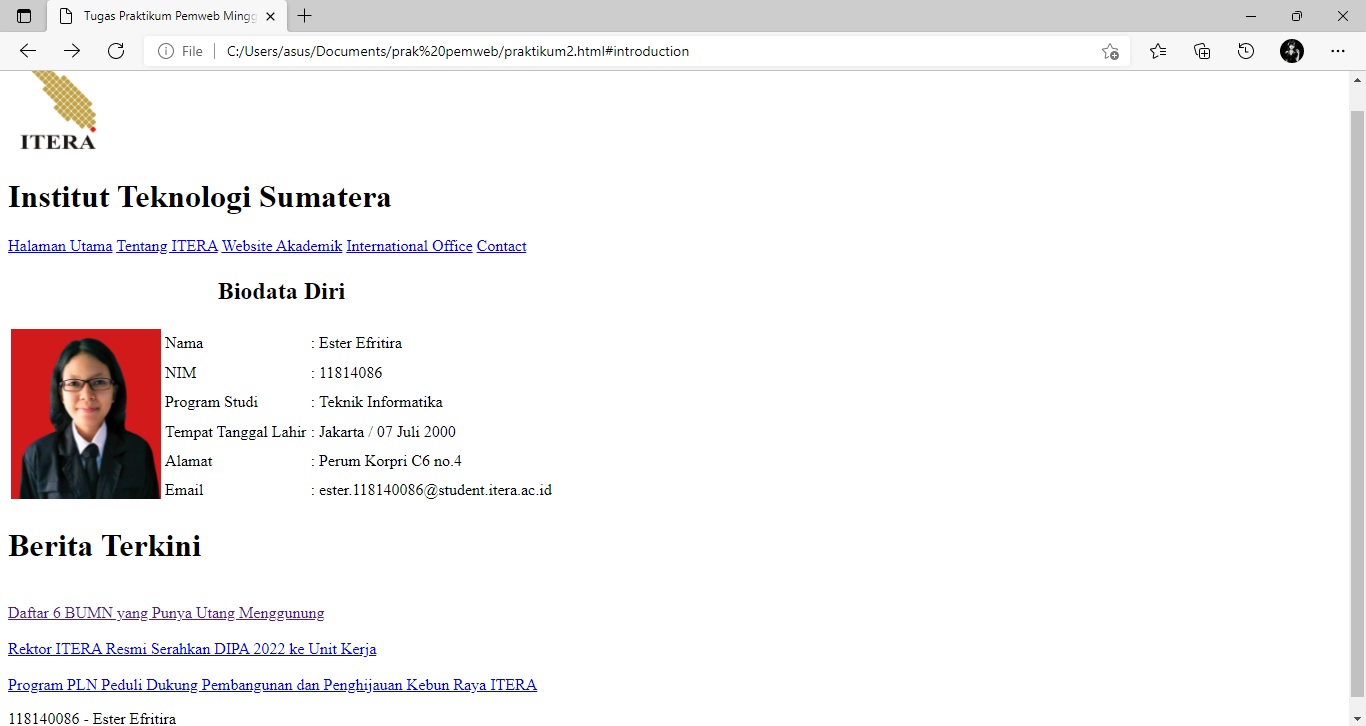 Tugas Praktikum Pemweb Mingg
File
C:/Users/asus/Documents/prak%20pemweb/praktikum2.html#introduction
ITERA
Institut Teknologi Sumatera
Halaman Utama Tentang ITERA Website Akademik International Office Contact
Biodata Diri
Nama : Ester Efritira
NIM : 11814086
Program Studi : Teknik Informatika
Tempat Tanggal Lahir : Jakarta / 07 Juli 2000
Alamat : Perum Korpri C6 no.4
Email : ester.118140086@student.itera.ac.id
Berita Terkini
Daftar 6 BUMN yang Punya Utang Menggunung
Rektor ITERA Resmi Serahkan DIPA 2022 ke Unit Kerja
Program PLN Peduli Dukung Pembangunan dan Penghijauan Kebun Raya ITERA
118140086 - Ester Efritira